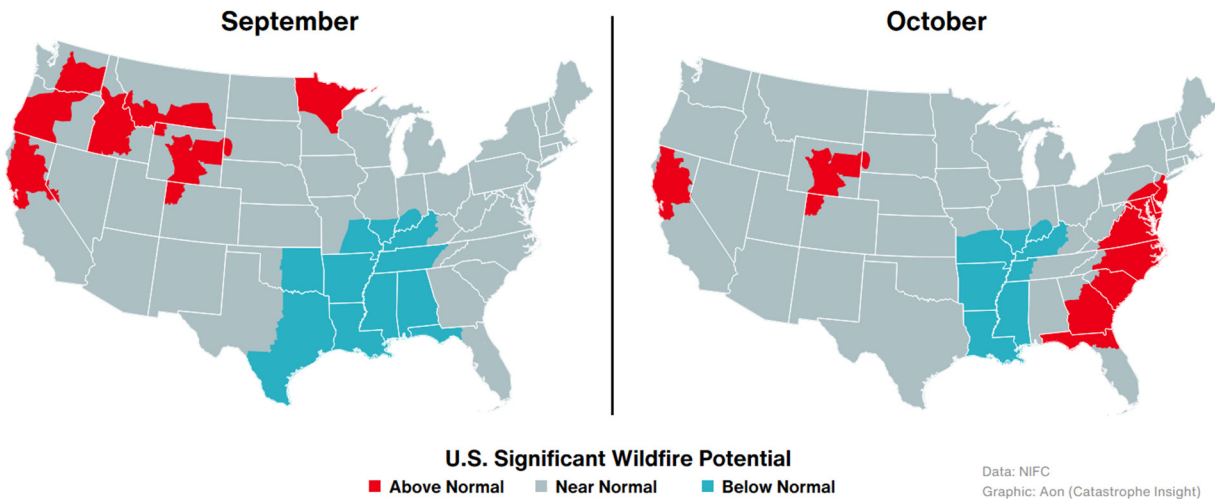 September
October
U.S. Significant Wildfire Potential
Above Normal
Near Normal
Below Normal
Data: NIFC
Graphic: Aon (Catastrophe Insight)